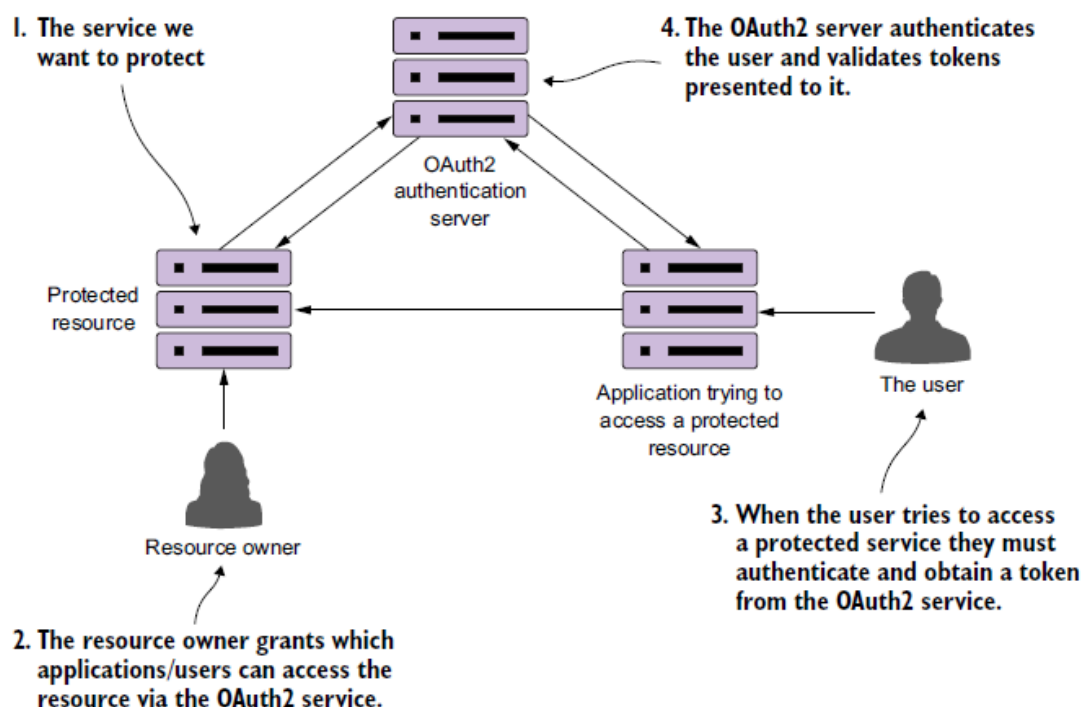 1. The service we
want to protect
4. The OAuth2 server authenticates
the user and validates tokens
presented to it.
OAuth2
authentication
server
Protected
resource
Application trying to
access a protected
resource
The user
Resource owner
3. When the user tries to access
a protected service they must
authenticate and obtain a token
from the OAuth2 service.
2. The resource owner grants which
applications/users can access the
resource via the OAuth2 service.